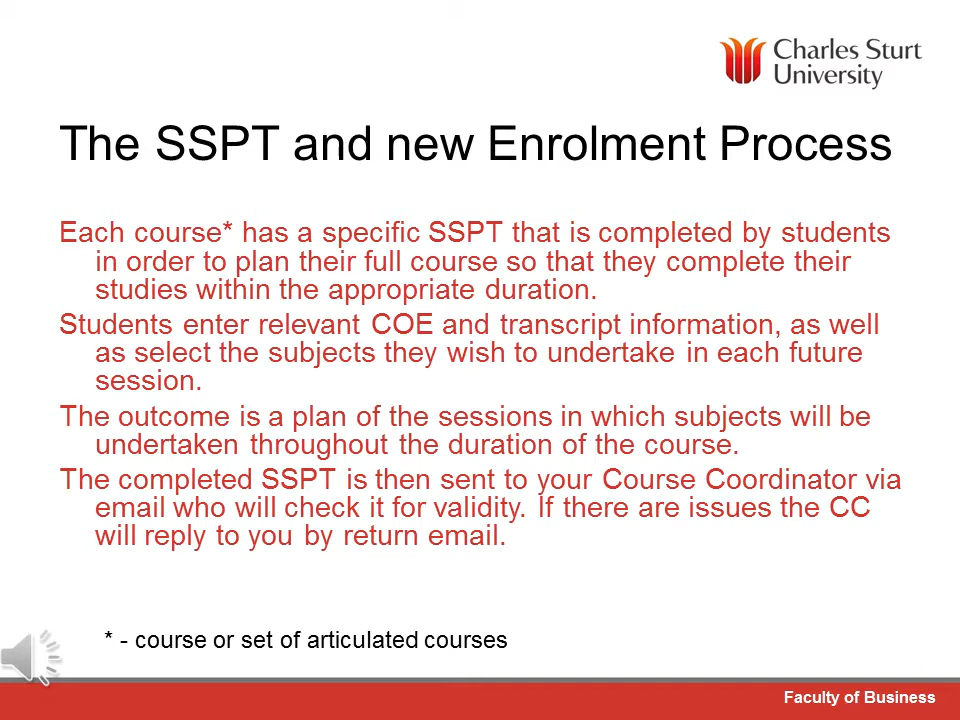 Charles Sturt
University
The SSPT and new Enrolment Process
Each course* has a specific SSPT that is completed by students
in order to plan their full course so that they complete their
studies within the appropriate duration.
Students enter relevant COE and transcript information, as well
as select the subjects they wish to undertake in each future
session.
The outcome is a plan of the sessions in which subjects will be
undertaken throughout the duration of the course.
The completed SSPT is then sent to your Course Coordinator via
email who will check it for validity. If there are issues the CC
will reply to you by return email.
* - course or set of articulated courses
Faculty of Business